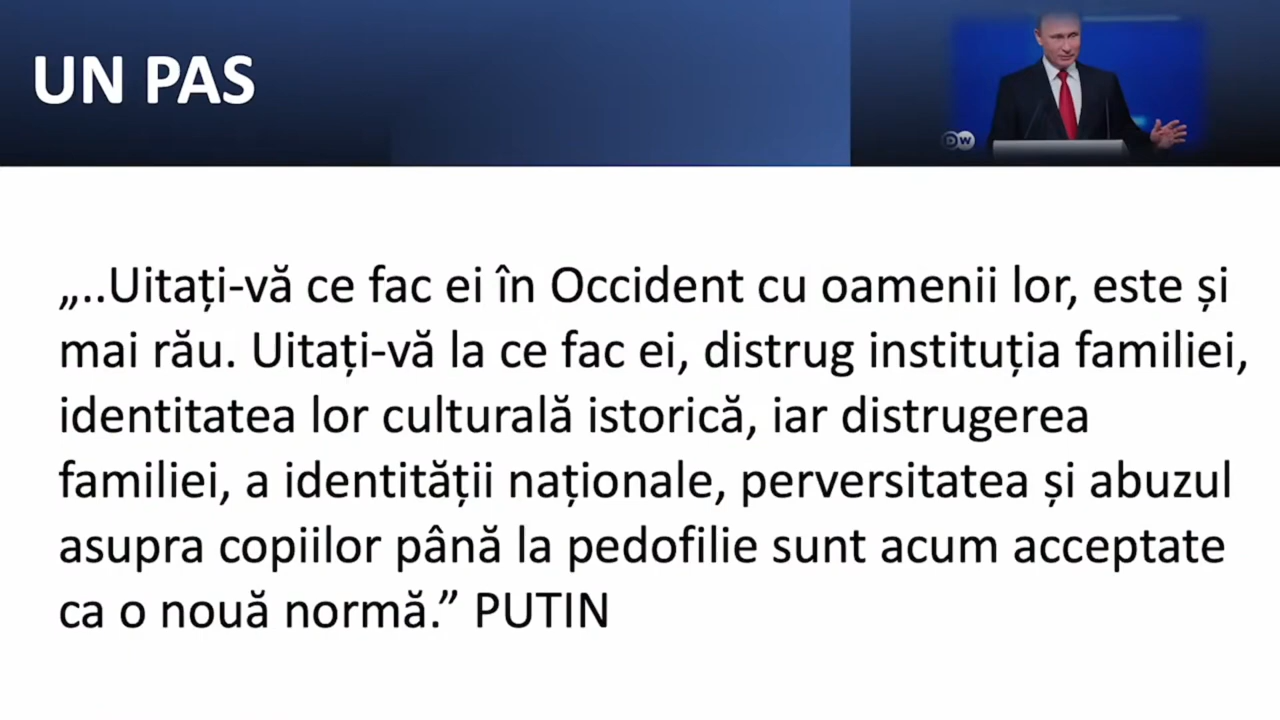 UN PAS
DW
„..Uitați-vă ce fac ei în Occident cu oamenii lor, este și
mai rău. Uitați-vă la ce fac ei, distrug instituția familiei,
identitatea lor culturală istorică, iar distrugerea
familiei, a identității naționale, perversitatea și abuzul
asupra copiilor până la pedofilie sunt acum acceptate
ca o nouă normă.” PUTIN